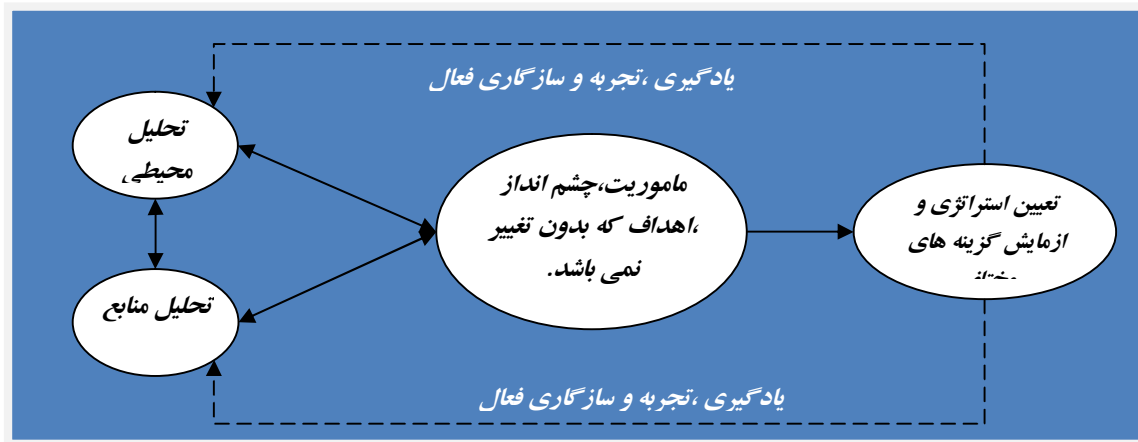 یادگیری ،تجربه و سازگاری فعال
تحلیل
محیطی
ماموریت،چشم انداز
،اهداف که بدون تغییر
نمی باشد.
تعیین استراتژی و
ازمایش گزینه های
تحلیل منابع
یادگیری ،تجربه و سازگاری فعال